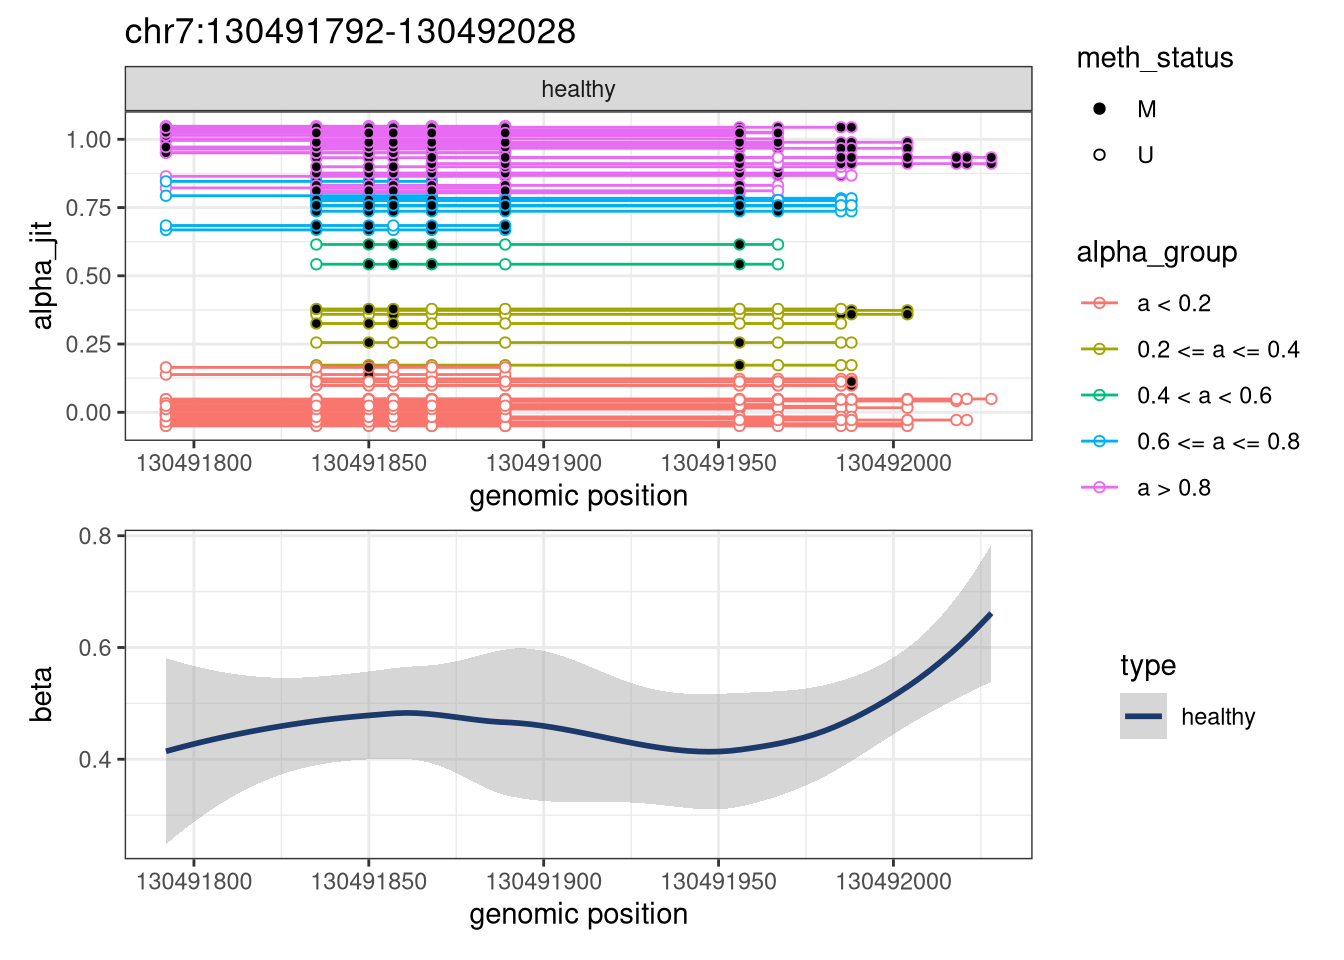 chr7:130491792-130492028
healthy
alpha_jit
1.00
0.75
0.50
0.25
0.00
130491800 130491850 130491900 130491950 130492000
genomic position
meth_status
M
U
alpha_group
a < 0.2
0.2 <= a <= 0.4
0.4 < a < 0.6
0.6 <= a <= 0.8
a > 0.8
beta
0.8
0.6
0.4
130491800 130491850 130491900 130491950 130492000
genomic position
type
healthy